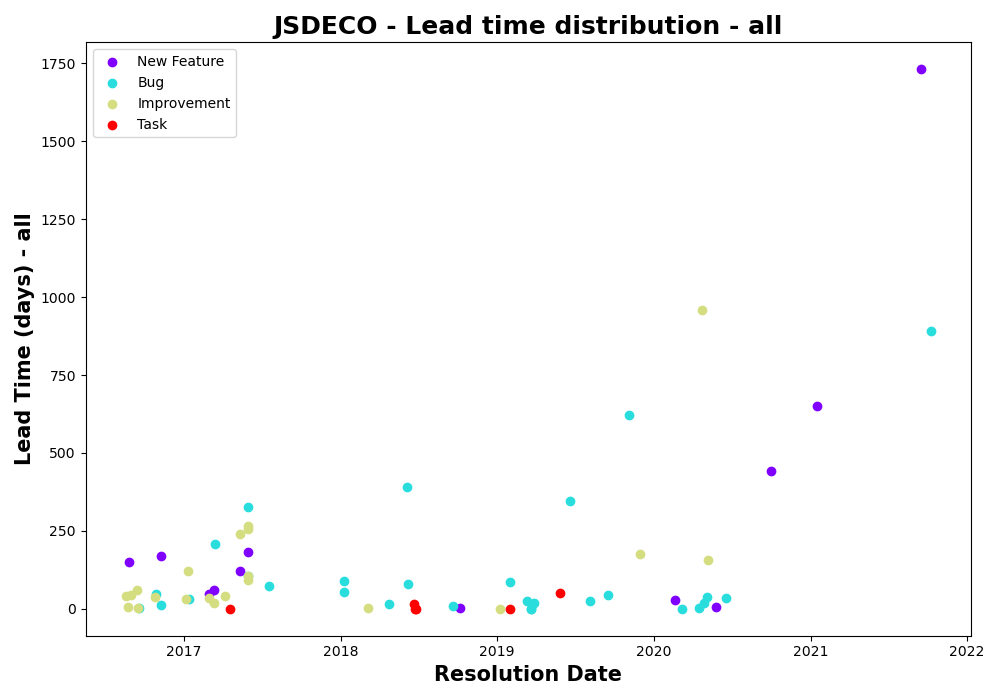 JSDECO - Lead time distribution - all
New Feature
Bug
Improvement
Task
Lead Time (days) - all
1750
1500
1250
1000
750
500
250
0
2017 2018 2019 2020 2021 2022
Resolution Date